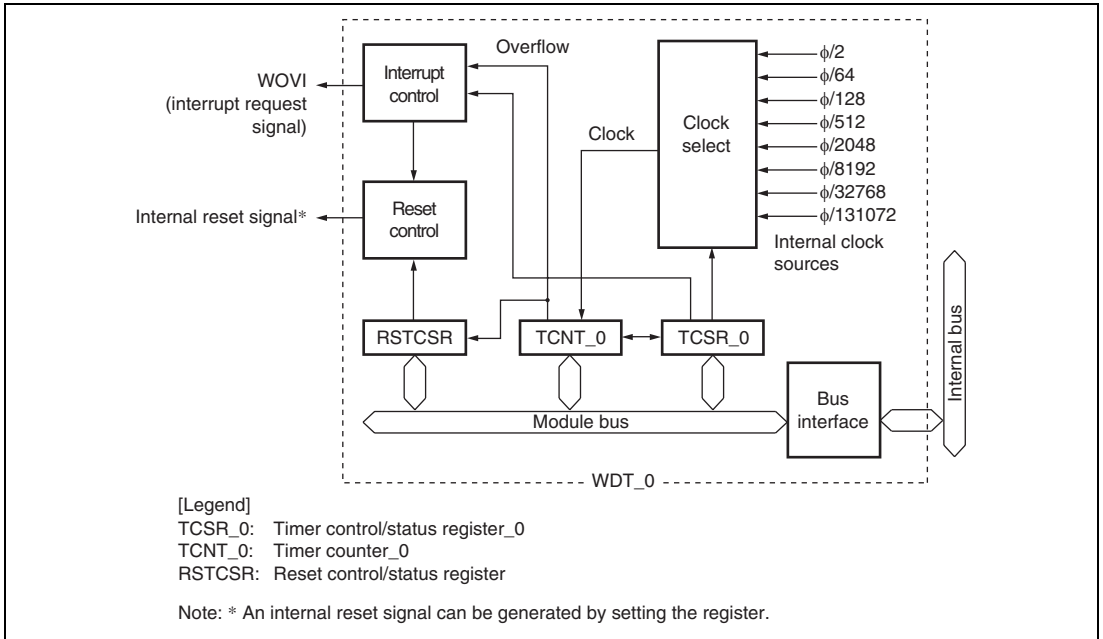 Overflow
Interrupt
control
WOVI
(interrupt request
signal)
Clock
Clock
select
ϕ/2
ϕ/64
ϕ/128
ϕ/512
ϕ/2048
ϕ/8192
ϕ/32768
ϕ/131072
Internal clock
sources
Reset
control
Internal reset signal*
RSTCSR
TCNT_0
TCSR_0
Module bus
Bus
interface
Internal bus
WDT_0
[Legend]
TCSR_0: Timer control/status register_0
TCNT_0: Timer counter_0
RSTCSR: Reset control/status register
Note: * An internal reset signal can be generated by setting the register.